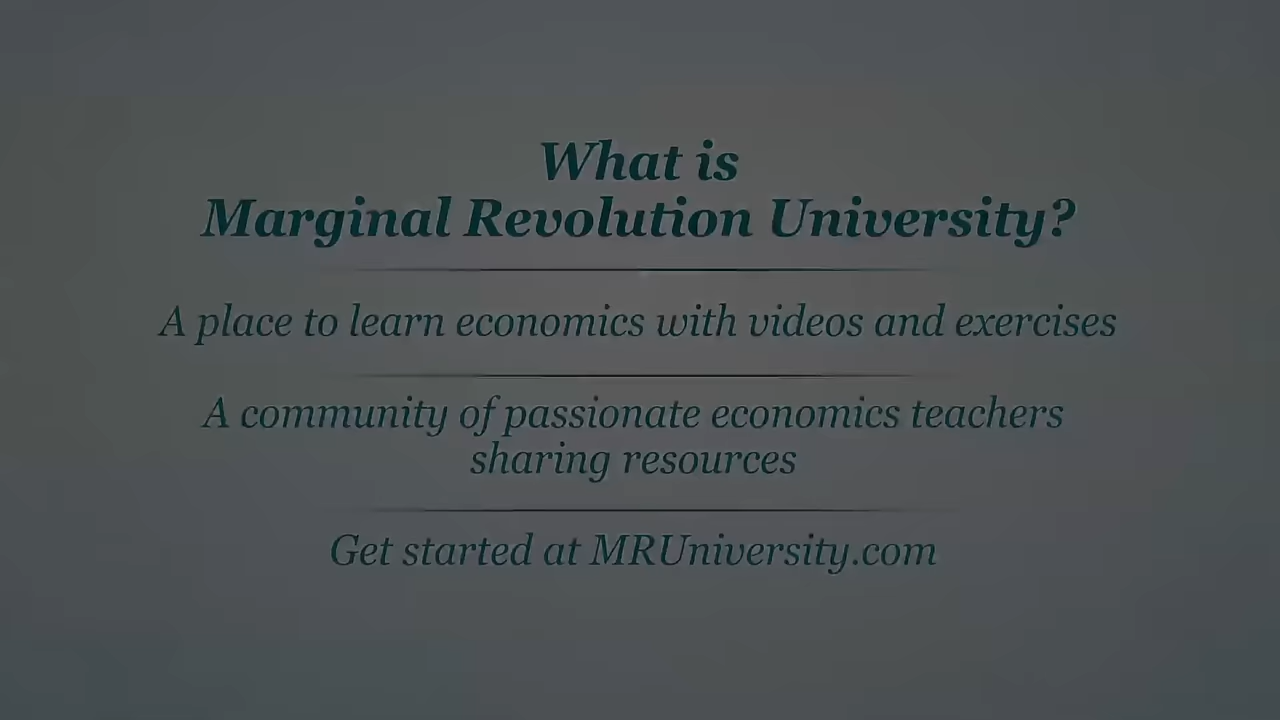 What is
Marginal Revolution University?
A place to learn economics with videos and exercises
A community of passionate economics teachers
sharing resources
Get started at MRUniversity.com